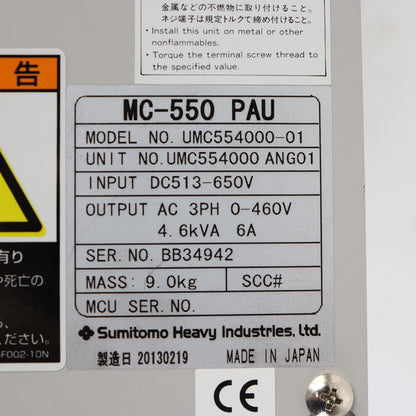 金属などの不燃物に取り付けること。
ネジ端子は規定トルクで締め付けること。
・Install this unit on metal or other
nonflammables.
・Torque the terminal screw thread to
the specified value.
告
MC-550 PAU
MODEL NO. UMC554000-01
UNIT NO. UMC554000 ANG01
INPUT DC513-650V
OUTPUT AC 3PH 0-460V
4.6kVA 6A
SER. NO. BB34942
MASS: 9.0kg SCC#
MCU SER. NO.
Sumitomo Heavy Industries, Ltd.
製造日 20130219 MADE IN JAPAN
有り
や死亡の
る。
ください。
F002-10N
CE